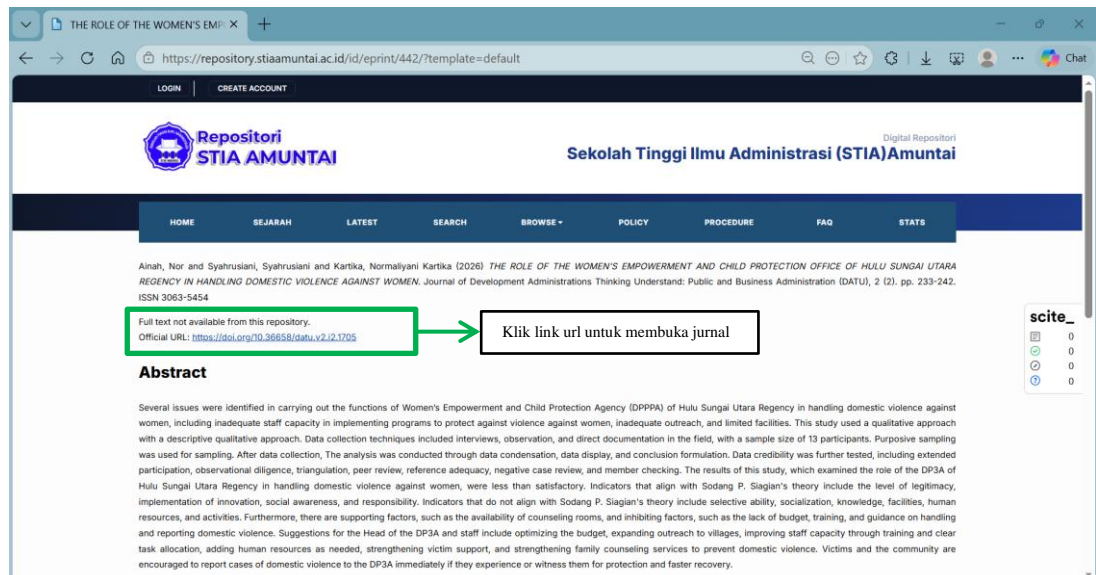 THE ROLE OF THE WOMEN'S EMP
https://repository.stiaamuntai.ac.id/id/eprint/442/?template=default
Chat
LOGIN
CREATE ACCOUNT
Repositori
STIA AMUNTAI
Digital Repositori
Sekolah Tinggi Ilmu Administrasi (STIA)Amuntai
HOME SEJARAH LATEST SEARCH BROWSE POLICY PROCEDURE FAQ STATS
Ainah, Nor and Syahrusiani, Syahrusiani and Kartika, Normaliyani Kartika (2026) THE ROLE OF THE WOMEN'S EMPOWERMENT AND CHILD PROTECTION OFFICE OF HULU SUNGAI UTARA
REGENCY IN HANDLING DOMESTIC VIOLENCE AGAINST WOMEN. Journal of Development Administrations Thinking Understand: Public and Business Administration (DATU), 2 (2). pp. 233-242.
ISSN 3063-5454
Full text not available from this repository.
Official URL: https://doi.org/10.36658/datu.v2.i2.1705
Klik link url untuk membuka jurnal
scite_
0
0
0
0
Abstract
Several issues were identified in carrying out the functions of Women's Empowerment and Child Protection Agency (DPPPA) of Hulu Sungai Utara Regency in handling domestic violence against
women, including inadequate staff capacity in implementing programs to protect against violence against women, inadequate outreach, and limited facilities. This study used a qualitative approach
with a descriptive qualitative approach. Data collection techniques included interviews, observation, and direct documentation in the field, with a sample size of 13 participants. Purposive sampling
was used for sampling. After data collection, The analysis was conducted through data condensation, data display, and conclusion formulation. Data credibility was further tested, including extended
participation, observational diligence, triangulation, peer review, reference adequacy, negative case review, and member checking. The results of this study, which examined the role of the DP3A of
Hulu Sungai Utara Regency in handling domestic violence against women, were less than satisfactory. Indicators that align with Sodang P. Siagian's theory include the level of legitimacy,
implementation of innovation, social awareness, and responsibility. Indicators that do not align with Sodang P. Siagian's theory include selective ability, socialization, knowledge, facilities, human
resources, and activities. Furthermore, there are supporting factors, such as the availability of counseling rooms, and inhibiting factors, such as the lack of budget, training, and guidance on handling
and reporting domestic violence. Suggestions for the Head of the DP3A and staff include optimizing the budget, expanding outreach to villages, improving staff capacity through training and clear
task allocation, adding human resources as needed, strengthening victim support, and strengthening family counseling services to prevent domestic violence. Victims and the community are
encouraged to report cases of domestic violence to the DP3A immediately if they experience or witness them for protection and faster recovery.